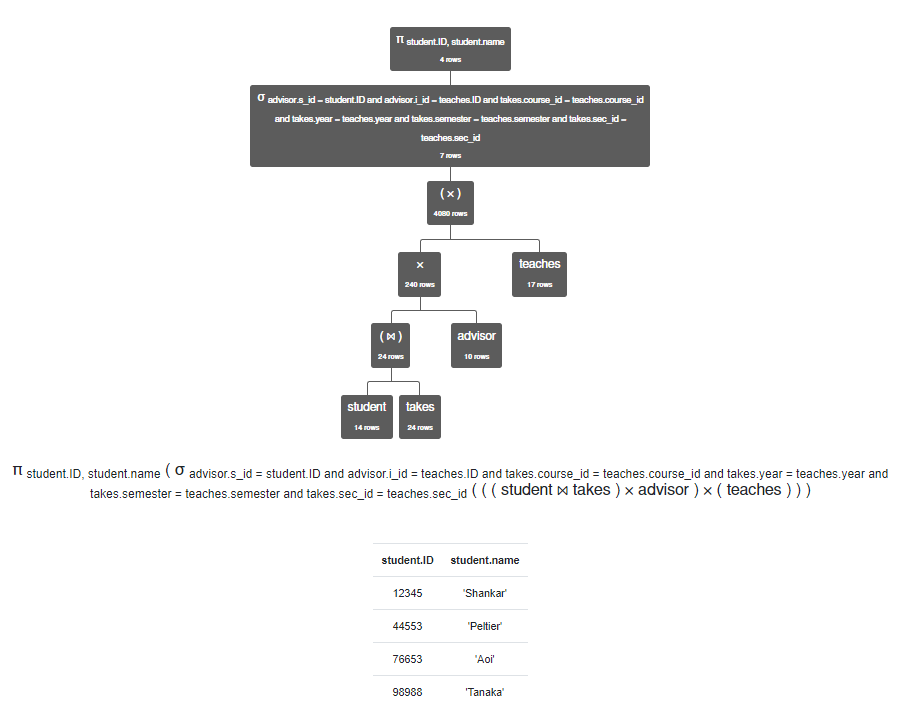 π student.ID, student.name
4 rows
σ advisor.s_id = student.ID and advisor.i_id = teaches.ID and takes.course_id = teaches.course_id
and takes.year = teaches.year and takes.semester = teaches.semester and takes.sec_id =
teaches.sec_id
7 rows
( × )
4080 rows
×
240 rows
teaches
17 rows
( ⋈ )
24 rows
advisor
10 rows
student
14 rows
takes
24 rows
π student.ID, student.name ( σ advisor.s_id = student.ID and advisor.i_id = teaches.ID and takes.course_id = teaches.course_id and takes.year = teaches.year and
takes.semester = teaches.semester and takes.sec_id = teaches.sec_id ( ( ( student ⋈ takes ) × advisor ) × ( teaches ) ) )
student.ID student.name
12345 'Shankar'
44553 'Peltier'
76653 'Aoi'
98988 'Tanaka'